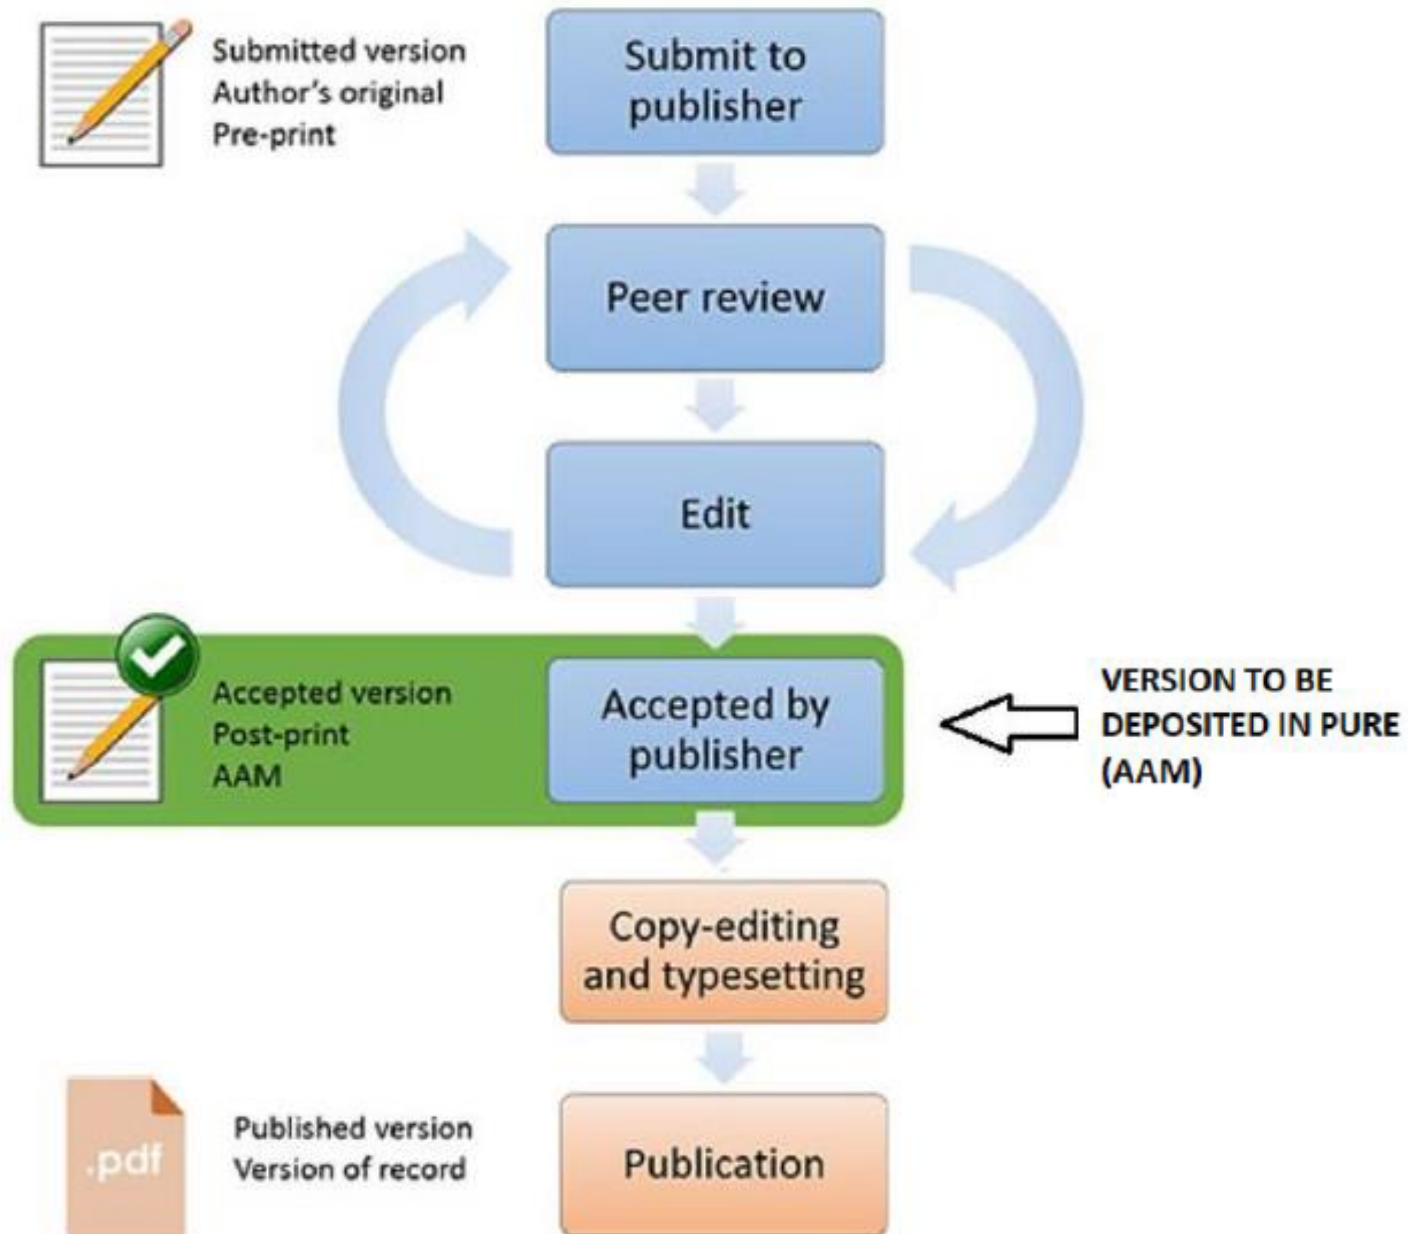 Submitted version
Author's original
Pre-print
Submit to
publisher
Peer review
Edit
Accepted version
Post-print
AAM
Accepted by
publisher
VERSION TO BE
DEPOSITED IN PURE
(AAM)
Copy-editing
and typesetting
.pdf
Published version
Version of record
Publication